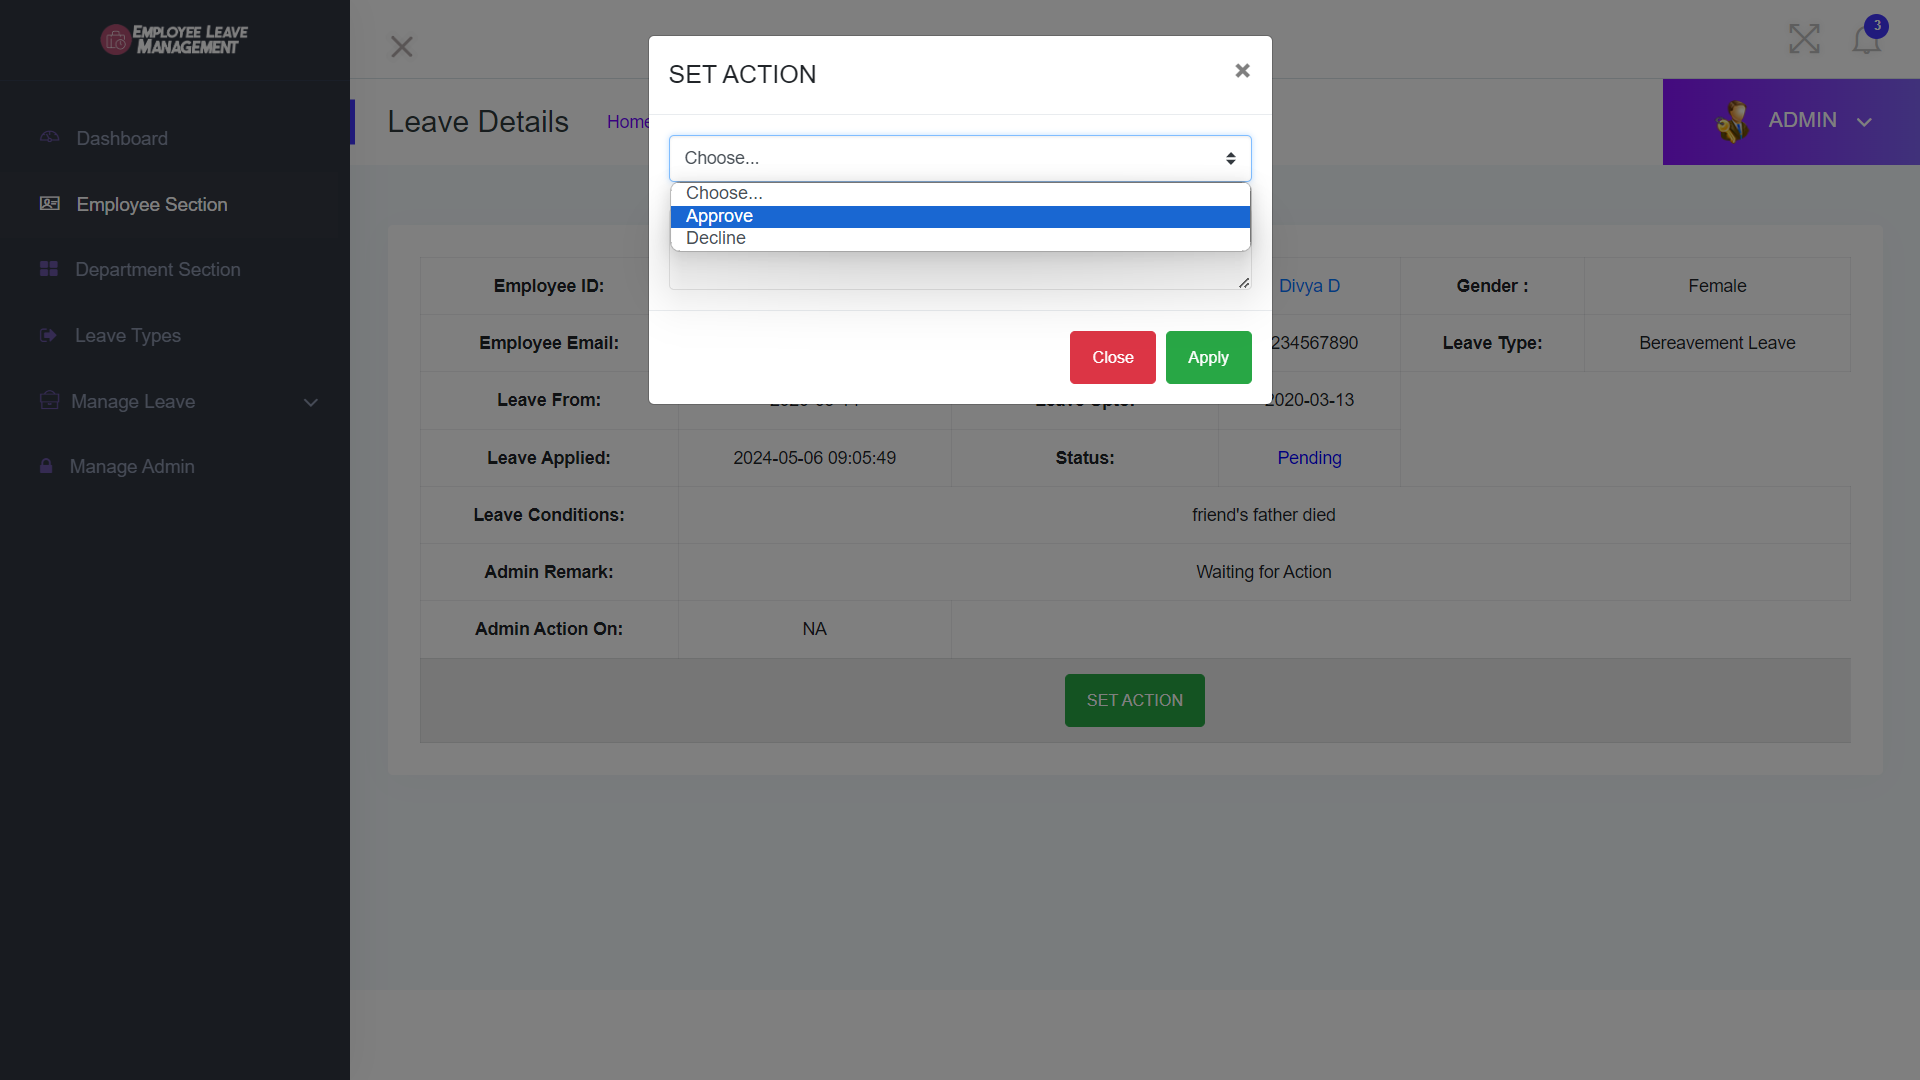 EMPLOYEE LEAVE
MANAGEMENT
Dashboard
Employee Section
Department Section
Leave Types
Manage Leave
Manage Admin
3
Leave Details
Home
ADMIN
SET ACTION
×
Choose...
Choose...
Approve
Decline
Close
Apply
Employee ID:
Divya D
Gender :
Female
Employee Email:
234567890
Leave Type:
Bereavement Leave
Leave From:
2020-03-13
Leave Applied:
2024-05-06 09:05:49
Status:
Pending
Leave Conditions:
friend's father died
Admin Remark:
Waiting for Action
Admin Action On:
NA
SET ACTION